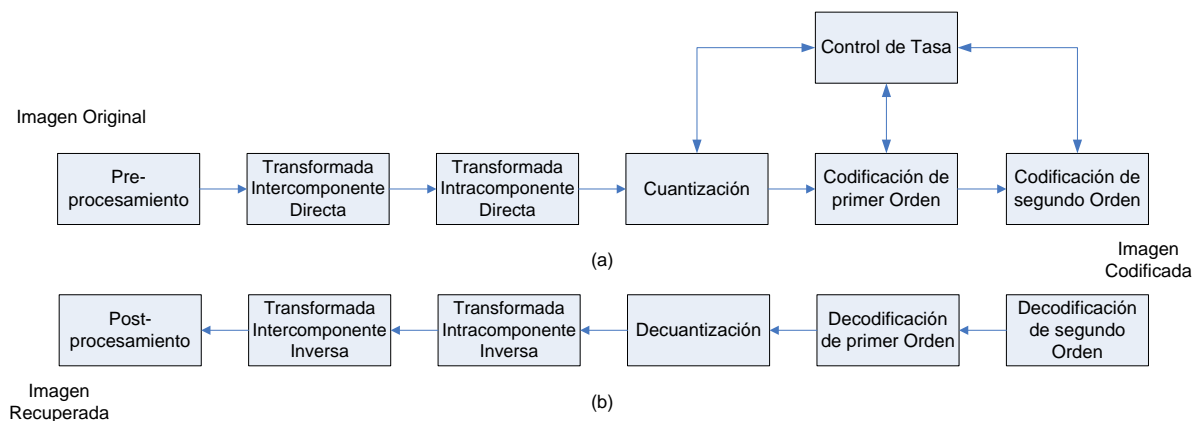 Control de Tasa
Imagen Original
Pre-
procesamiento
Transformada
Intercomponente
Directa
Transformada
Intracomponente
Directa
Cuantización
Codificación de
primer Orden
Codificación de
segundo Orden
(a)
Imagen
Codificada
Post-
procesamiento
Transformada
Intercomponente
Inversa
Transformada
Intracomponente
Inversa
Decuantización
Decodificación
de primer Orden
Decodificación
de segundo
Orden
Imagen
Recuperada
(b)